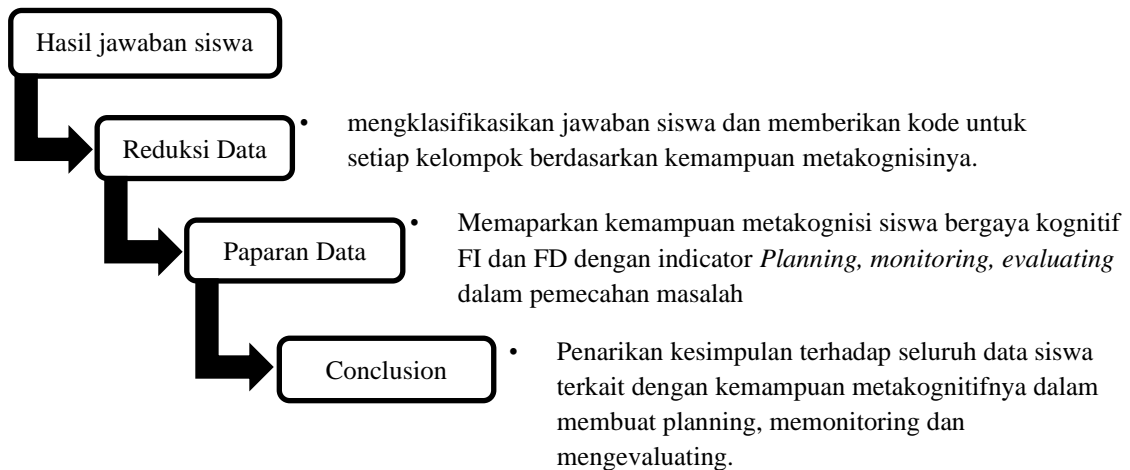 Hasil jawaban siswa
Reduksi Data
• mengklasifikasikan jawaban siswa dan memberikan kode untuk
setiap kelompok berdasarkan kemampuan metakognisinya.
Paparan Data
• Memaparkan kemampuan metakognisi siswa bergaya kognitif
FI dan FD dengan indicator Planning, monitoring, evaluating
dalam pemecahan masalah
Conclusion
• Penarikan kesimpulan terhadap seluruh data siswa
terkait dengan kemampuan metakognitifnya dalam
membuat planning, memonitoring dan
mengevaluating.